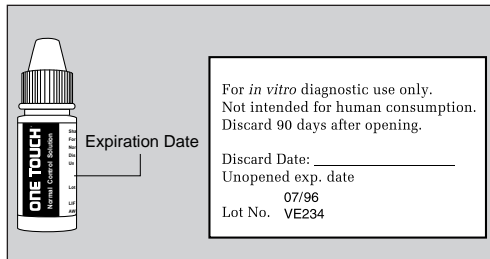 ONE TOUCH
Normal Control Solution
Expiration Date
For in vitro diagnostic use only.
Not intended for human consumption.
Discard 90 days after opening.
Discard Date:
Unopened exp. date
07/96
Lot No. VE234